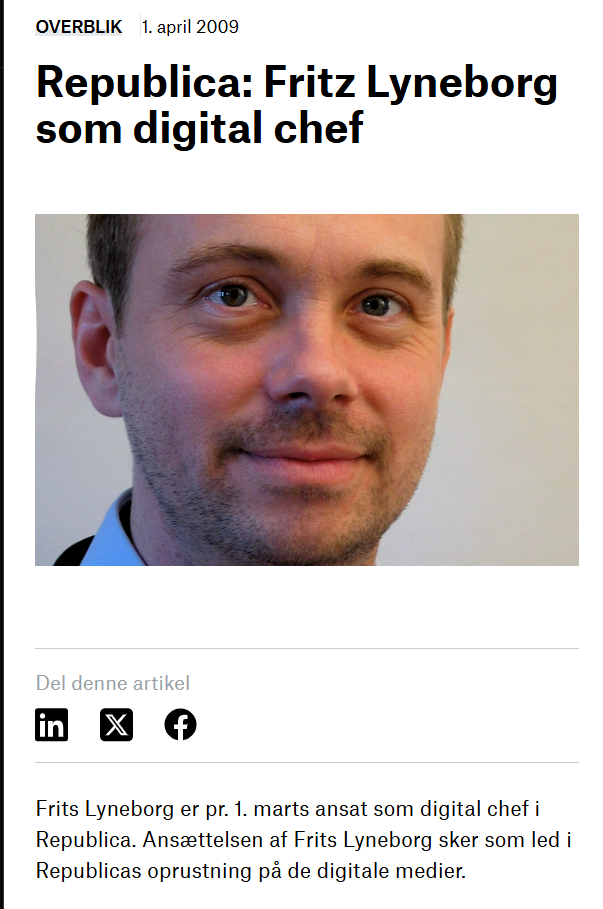 OVERBLIK 1. april 2009
Republica: Fritz Lyneborg
som digital chef
Del denne artikel
Frits Lyneborg er pr. 1. marts ansat som digital chef i
Republica. Ansættelsen af Frits Lyneborg sker som led i
Republicas oprustning på de digitale medier.